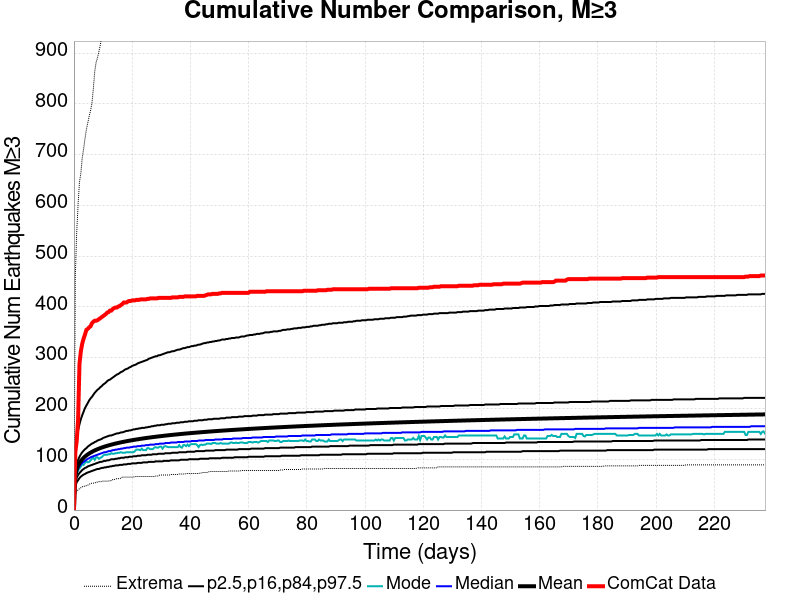 Cumulative Number Comparison, M≥3
Cumulative Num Earthquakes M≥3
900
800
700
600
500
400
300
200
100
0
0 20 40 60 80 100 120 140 160 180 200 220
Time (days)
Extrema p2.5,p16,p84,p97.5 Mode Median Mean ComCat Data